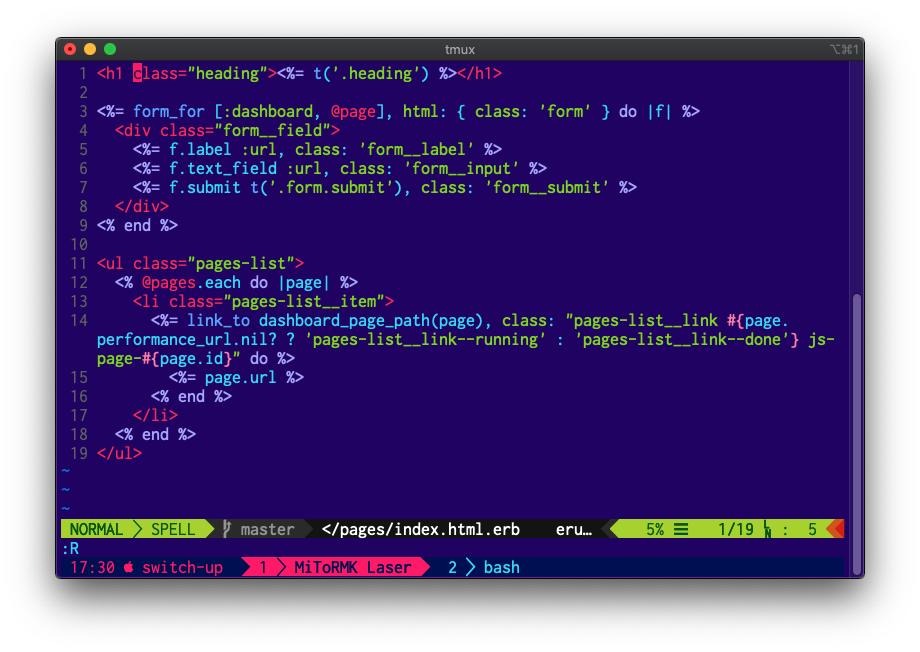 tmux
⌥⌘1
1 <h1 class="heading"><%= t('.heading') %></h1>
2
3 <%= form_for [:dashboard, @page], html: { class: 'form' } do |f| %>
4 <div class="form__field">
5 <%= f.label :url, class: 'form__label' %>
6 <%= f.text_field :url, class: 'form__input' %>
7 <%= f.submit t('.form.submit'), class: 'form__submit' %>
8 </div>
9 <% end %>
10
11 <ul class="pages-list">
12 <% @pages.each do |page| %>
13 <li class="pages-list__item">
14 <%= link_to dashboard_page_path(page), class: "pages-list__link #{page.
performance_url.nil? ? 'pages-list__link--running' : 'pages-list__link--done'} js-
page-#{page.id}" do %>
15 <%= page.url %>
16 <% end %>
17 </li>
18 <% end %>
19 </ul>
~
~
~
NORMAL SPELL master </pages/index.html.erb eru… 5% ☰ 1/19 ㏑ : 5
:R
17:30 switch-up 1 MiToRMK Laser 2 bash